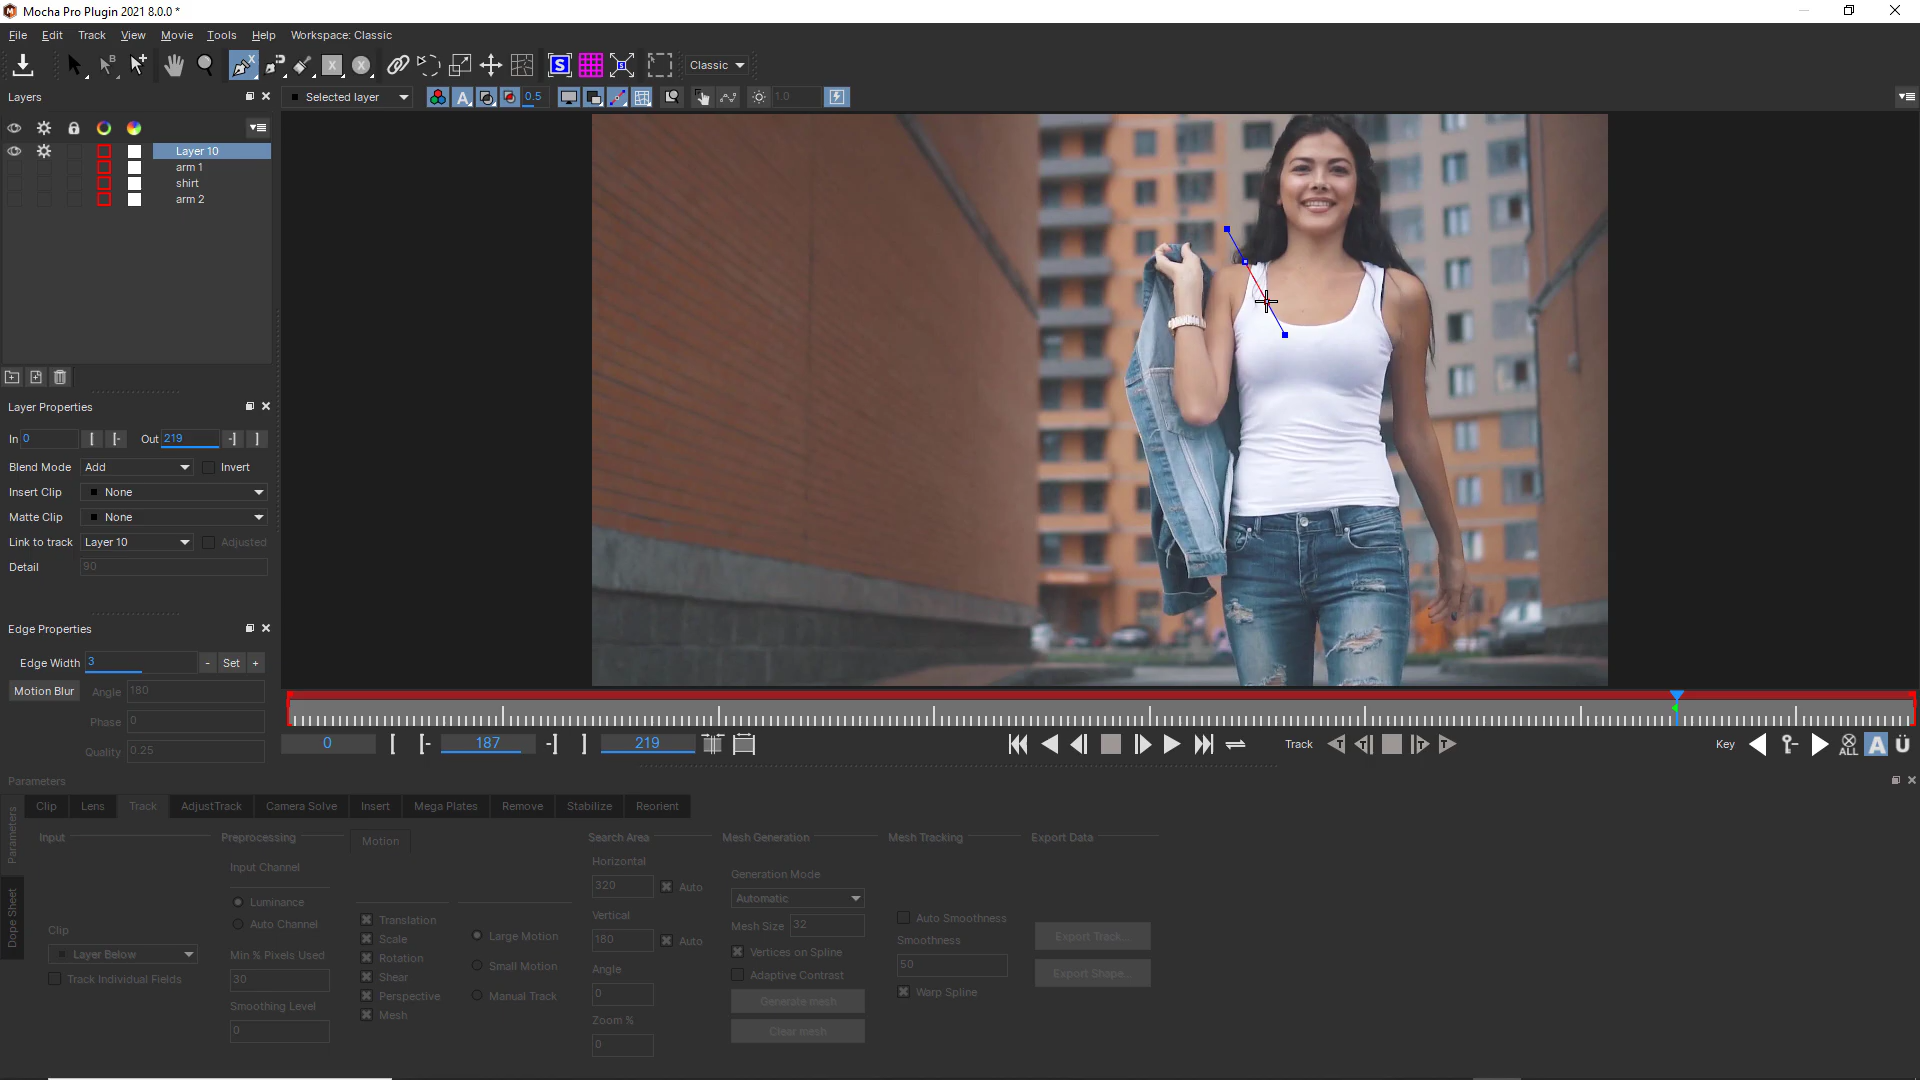 Mocha Pro Plugin 2021 8.0.0 *
File Edit Track View Movie Tools Help Workspace: Classic
Classic
Layers
Selected layer
0.5
1.0
Layer 10
arm 1
shirt
arm 2
Layer Properties
In 0 Out 219
Blend Mode Add Invert
Insert Clip None
Matte Clip None
Link to track Layer 10 Adjusted
Detail 90
Edge Properties
Edge Width 3 - Set +
Motion Blur Angle 180
Phase 0
Quality 0.25
0 187 219 Track Key ALL
Parameters
Clip Lens Track AdjustTrack Camera Solve Insert Mega Plates Remove Stabilize Reorient
Parameters
Dope Sheet
Input
Clip
Layer Below
Track Individual Fields
Preprocessing
Input Channel
Luminance
Auto Channel
Min % Pixels Used
30
Smoothing Level
0
Motion
Translation
Scale
Rotation
Shear
Perspective
Mesh
Large Motion
Small Motion
Manual Track
Search Area
Horizontal
320 Auto
Vertical
180 Auto
Angle
0
Zoom %
0
Mesh Generation
Generation Mode
Automatic
Mesh Size 32
Vertices on Spline
Adaptive Contrast
Generate mesh
Clear mesh
Mesh Tracking
Auto Smoothness
Smoothness
50
Warp Spline
Export Data
Export Track...
Export Shape...